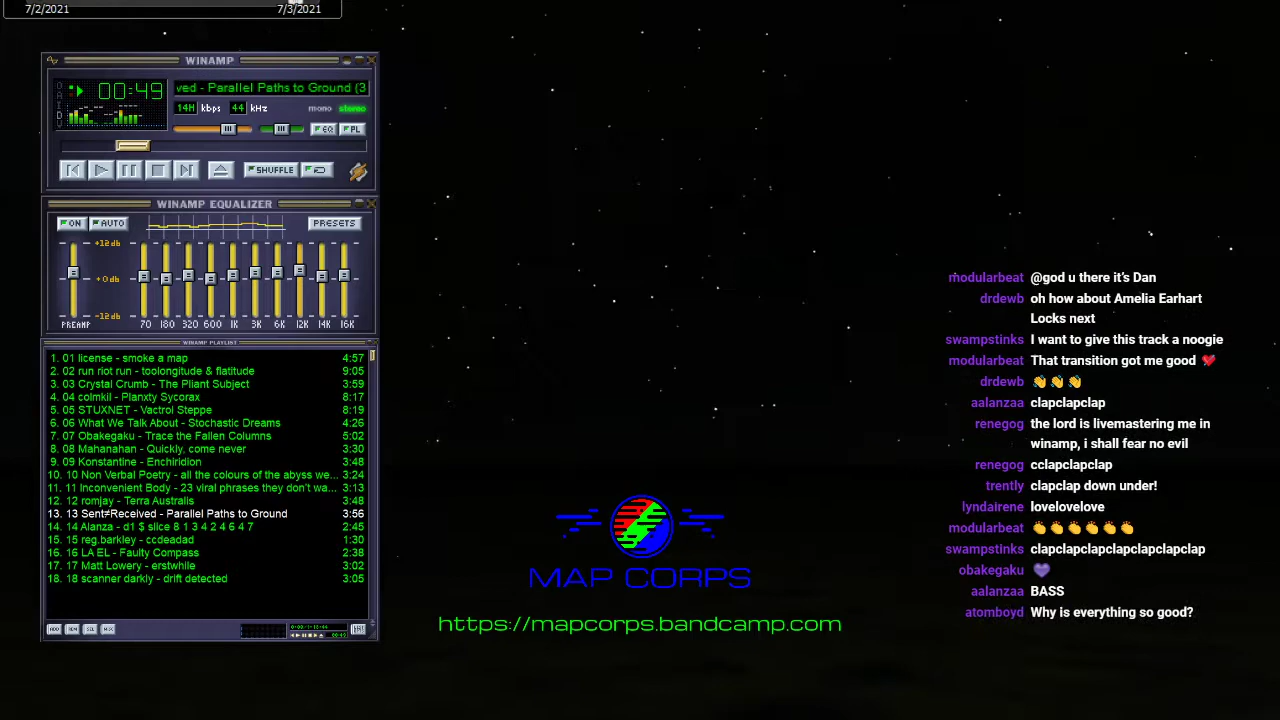 7/2/2021 7/3/2021
WINAMP
00:49
ved - Parallel Paths to Ground (3
14H kbps 44 kHz mono stereo
EQ PL
SHUFFLE
WINAMP EQUALIZER
ON AUTO PRESETS
+12db
+0db
-12db
PREAMP 70 180 320 600 1K 3K 6K 12K 14K 16K
WINAMP PLAYLIST
1. 01 license - smoke a map 4:57
2. 02 run riot run - toolongitude & flatitude 9:05
3. 03 Crystal Crumb - The Pliant Subject 3:59
4. 04 colmkil - Planxty Sycorax 8:17
5. 05 STUXNET - Vactrol Steppe 8:19
6. 06 What We Talk About - Stochastic Dreams 4:26
7. 07 Obakegaku - Trace the Fallen Columns 5:02
8. 08 Mahanahan - Quickly, come never 3:30
9. 09 Konstantine - Enchiridion 3:48
10. 10 Non Verbal Poetry - all the colours of the abyss we... 3:24
11. 11 Inconvenient Body - 23 viral phrases they don't wa... 3:13
12. 12 romjay - Terra Australis 3:48
13. 13 Sent#Received - Parallel Paths to Ground 3:56
14. 14 Alanza - d1 $ slice 8 1 3 4 2 4 6 4 7 2:45
15. 15 reg.barkley - ccdeadad 1:30
16. 16 LA EL - Faulty Compass 2:38
17. 17 Matt Lowery - erstwhile 3:02
18. 18 scanner darkly - drift detected 3:05
ADD REM SEL MISC
00:49
MAP CORPS
https://mapcorps.bandcamp.com
modularbeat @god u there it's Dan
drdewb oh how about Amelia Earhart
Locks next
swampstinks I want to give this track a noogie
modularbeat That transition got me good 💘
drdewb 👏 👏 👏
aalanzaa clapclapclap
renegog the lord is livemastering me in
winamp, i shall fear no evil
renegog cclapclapclap
trently clapclap down under!
lyndairene lovelovelove
modularbeat 👏 👏 👏 👏 👏 👏
swampstinks clapclapclapclapclapclapclap
obakegaku 💜
aalanzaa BASS
atomboyd Why is everything so good?